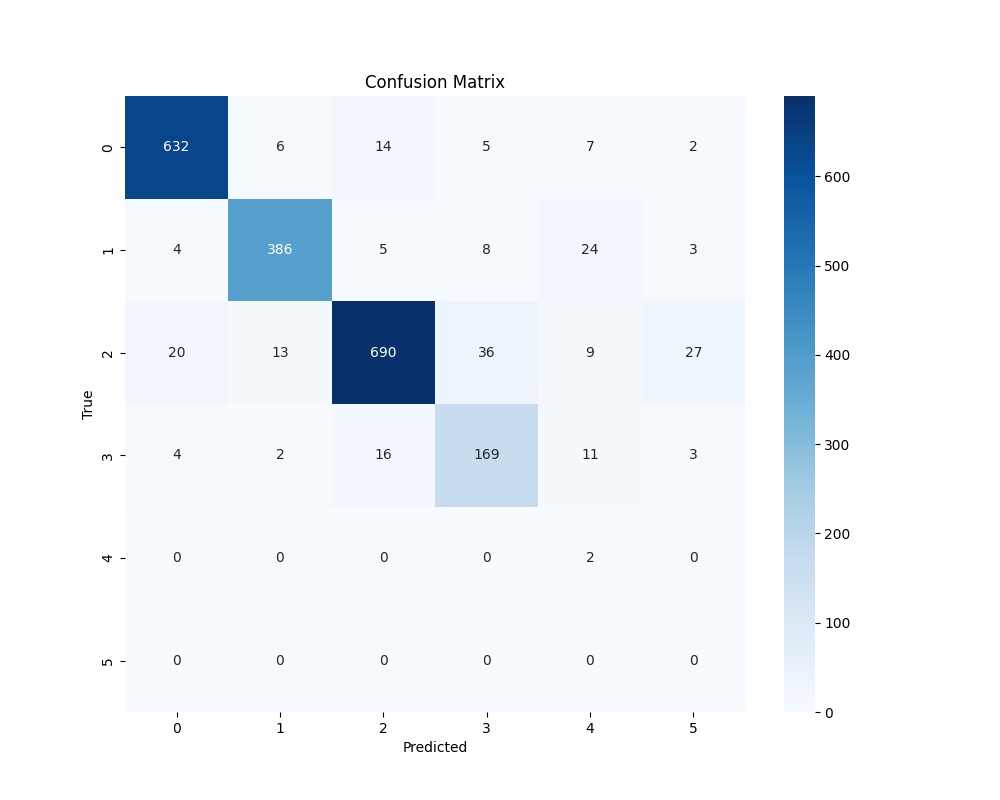 Confusion Matrix
0 632 6 14 5 7 2
1 4 386 5 8 24 3
2 20 13 690 36 9 27
3 4 2 16 169 11 3
4 0 0 0 0 2 0
5 0 0 0 0 0 0
0 1 2 3 4 5
True
Predicted
600
500
400
300
200
100
0